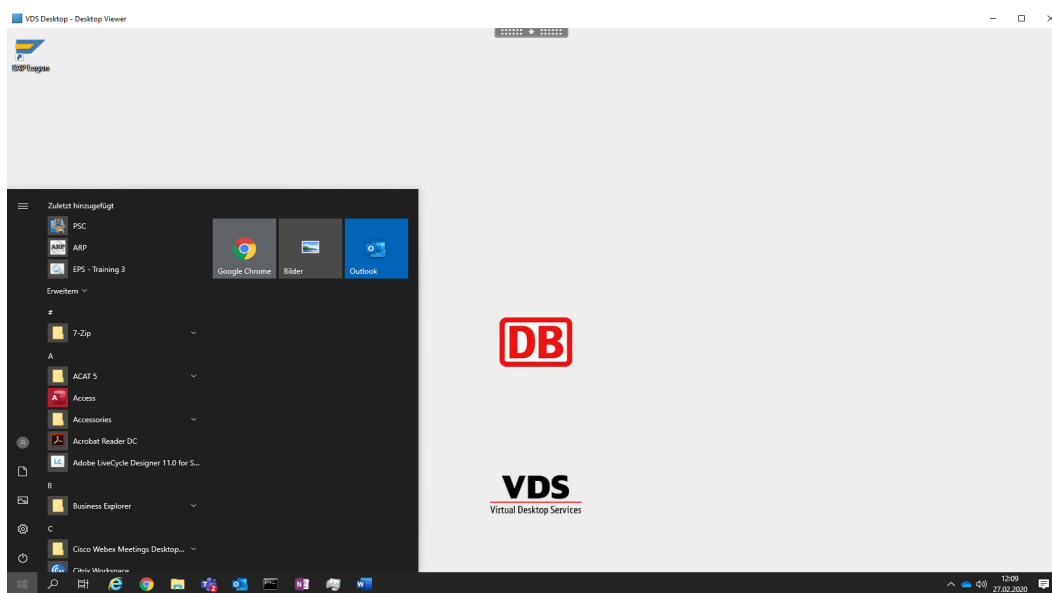 VDS Desktop - Desktop Viewer
SAP Logon
Zuletzt hinzugefügt
PSC
ARP
ARP
EPS - Training 3
Google Chrome
Bilder
Outlook
Erweitern
#
7-Zip
A
ACAT 5
A
Access
Accessories
Acrobat Reader DC
LC
Adobe LiveCycle Designer 11.0 for S...
B
Business Explorer
C
Cisco Webex Meetings Desktop...
Citrix Workspace
DB
VDS
Virtual Desktop Services
12:09
27.02.2020